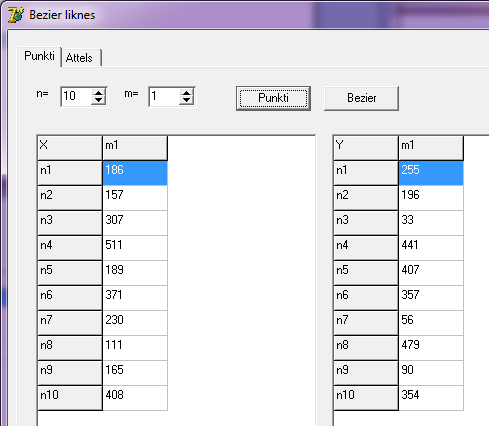 Bezier liknes
Punkti Attels
n= 10 m= 1 Punkti Bezier
X m1 Y m1
n1 186 n1 255
n2 157 n2 196
n3 307 n3 33
n4 511 n4 441
n5 189 n5 407
n6 371 n6 357
n7 230 n7 56
n8 111 n8 479
n9 165 n9 90
n10 408 n10 354